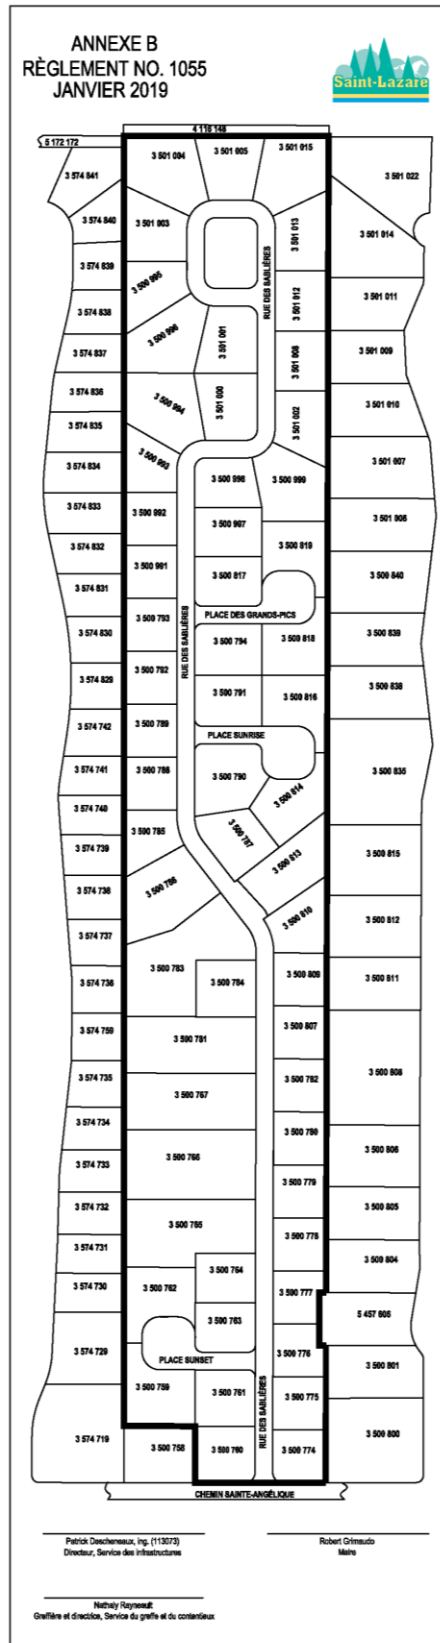 ANNEXE B
RÈGLEMENT NO. 1055
JANVIER 2019
Saint-Lazare
4 116 148
5 172 172
3 501 004
3 501 005
3 501 015
3 574 841
3 501 022
3 574 840
3 501 003
3 501 013
3 501 014
3 574 839
3 500 995
RUE DES SABLIÈRES
3 574 838
3 501 012
3 501 011
3 574 837
3 500 996
3 501 001
3 501 008
3 501 009
3 574 836
3 500 994
3 501 000
3 501 010
3 574 835
3 501 002
3 574 834
3 500 993
3 501 007
3 500 998
3 500 999
3 574 833
3 500 992
3 501 006
3 500 997
3 574 832
3 500 819
3 574 831
3 500 991
3 500 817
3 500 840
3 574 830
3 500 793
PLACE DES GRANDS-PICS
3 500 839
RUE DES SABLIÈRES
3 500 794
3 500 818
3 574 829
3 500 792
3 500 838
3 500 791
3 500 816
3 574 742
3 500 789
PLACE SUNRISE
3 500 835
3 574 741
3 500 788
3 500 790
3 500 814
3 574 740
3 574 739
3 500 785
3 500 787
3 500 815
3 500 813
3 574 738
3 500 786
3 500 810
3 500 812
3 574 737
3 500 783
3 500 784
3 500 809
3 500 811
3 574 736
3 574 759
3 500 781
3 500 807
3 574 735
3 500 767
3 500 782
3 500 808
3 574 734
3 500 780
3 574 733
3 500 766
3 500 806
3 500 779
3 574 732
3 500 805
3 500 765
3 500 778
3 574 731
3 500 764
3 500 804
3 574 730
3 500 762
3 500 777
3 500 763
5 457 606
3 574 729
PLACE SUNSET
3 500 776
3 500 801
3 500 759
3 500 761
RUE DES SABLIÈRES
3 500 775
3 574 719
3 500 758
3 500 760
3 500 774
3 500 800
CHEMIN SAINTE-ANGÉLIQUE
Patrick Descheneaux, ing. (113073)
Directeur, Service des infrastructures
Robert Grimaudo
Maire
Nathaly Rayneault
Greffière et directrice, Service du greffe et du contentieux